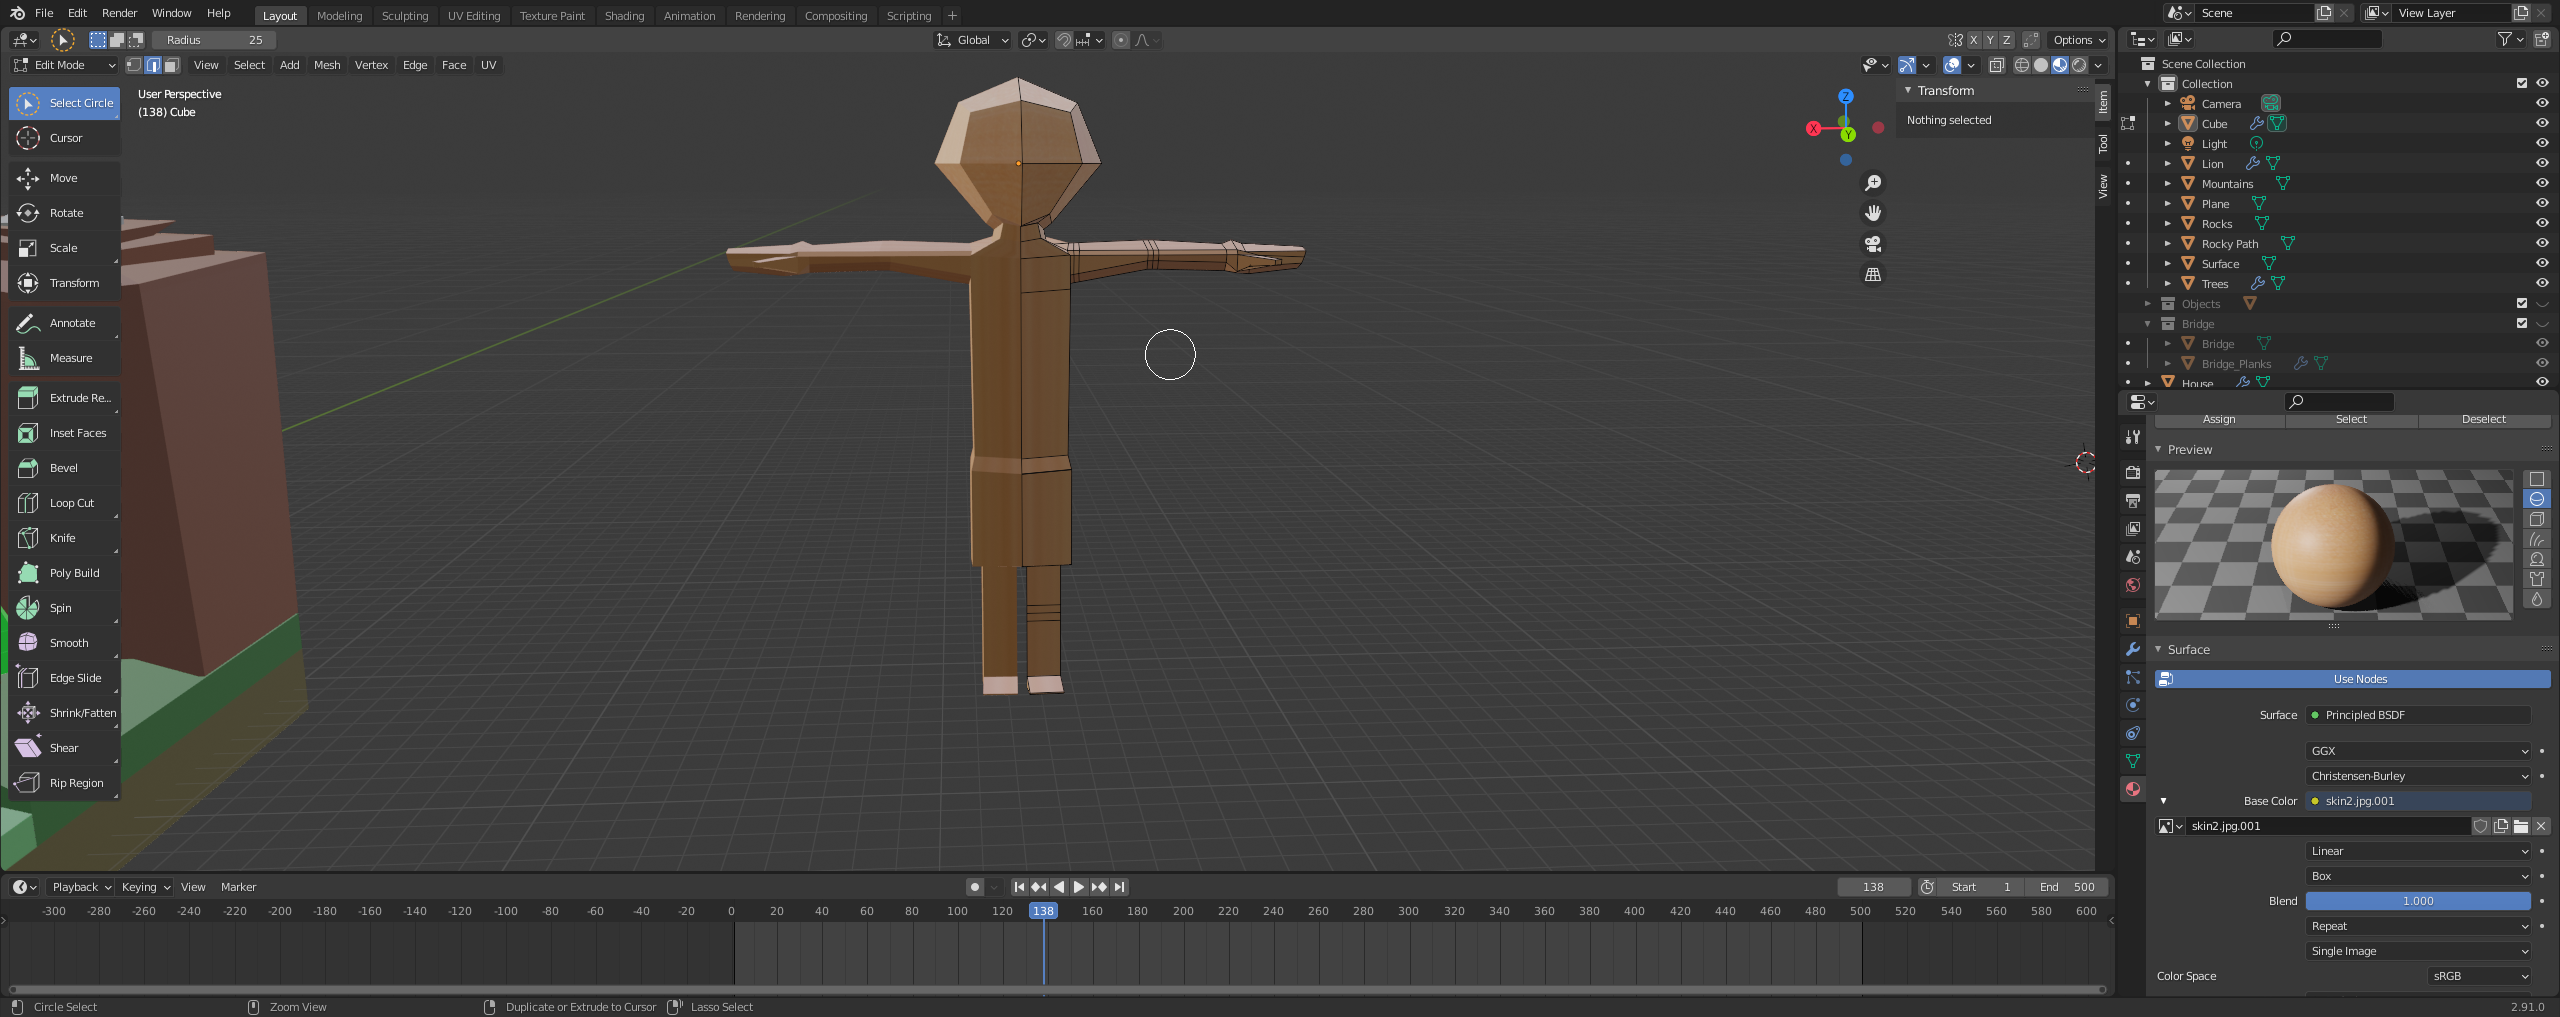 File Edit Render Window Help Layout Modeling Sculpting UV Editing Texture Paint Shading Animation Rendering Compositing Scripting + Scene View Layer
Radius 25 Global X Y Z Options
Edit Mode View Select Add Mesh Vertex Edge Face UV
User Perspective
(138) Cube
Select Circle
Cursor
Move
Rotate
Scale
Transform
Annotate
Measure
Extrude Re...
Inset Faces
Bevel
Loop Cut
Knife
Poly Build
Spin
Smooth
Edge Slide
Shrink/Fatten
Shear
Rip Region
Z
X
Y
Transform
Nothing selected
Item
Tool
View
Scene Collection
Collection
Camera
Cube
Light
Lion
Mountains
Plane
Rocks
Rocky Path
Surface
Trees
Objects
Bridge
Bridge
Bridge_Planks
House
Assign Select Deselect
Preview
Surface
Use Nodes
Surface Principled BSDF
GGX
Christensen-Burley
Base Color skin2.jpg.001
skin2.jpg.001
Linear
Box
Blend 1.000
Repeat
Single Image
Color Space sRGB
Playback Keying View Marker 138 Start 1 End 500
-300 -280 -260 -240 -220 -200 -180 -160 -140 -120 -100 -80 -60 -40 -20 0 20 40 60 80 100 120 138 160 180 200 220 240 260 280 300 320 340 360 380 400 420 440 460 480 500 520 540 560 580 600
Circle Select Zoom View Duplicate or Extrude to Cursor Lasso Select 2.91.0